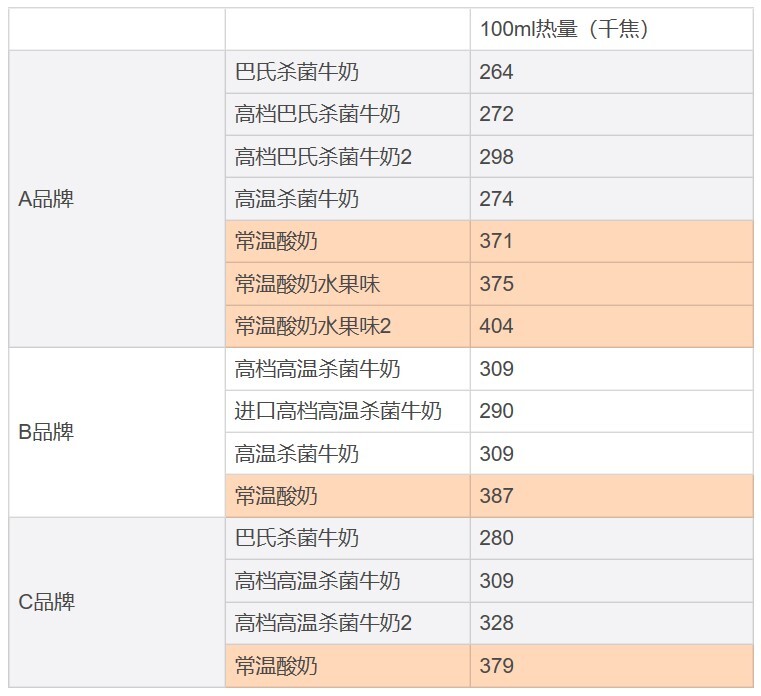 100ml热量（千焦）
A品牌
巴氏杀菌牛奶 264
高档巴氏杀菌牛奶 272
高档巴氏杀菌牛奶2 298
高温杀菌牛奶 274
常温酸奶 371
常温酸奶水果味 375
常温酸奶水果味2 404
B品牌
高档高温杀菌牛奶 309
进口高档高温杀菌牛奶 290
高温杀菌牛奶 309
常温酸奶 387
C品牌
巴氏杀菌牛奶 280
高档高温杀菌牛奶 309
高档高温杀菌牛奶2 328
常温酸奶 379